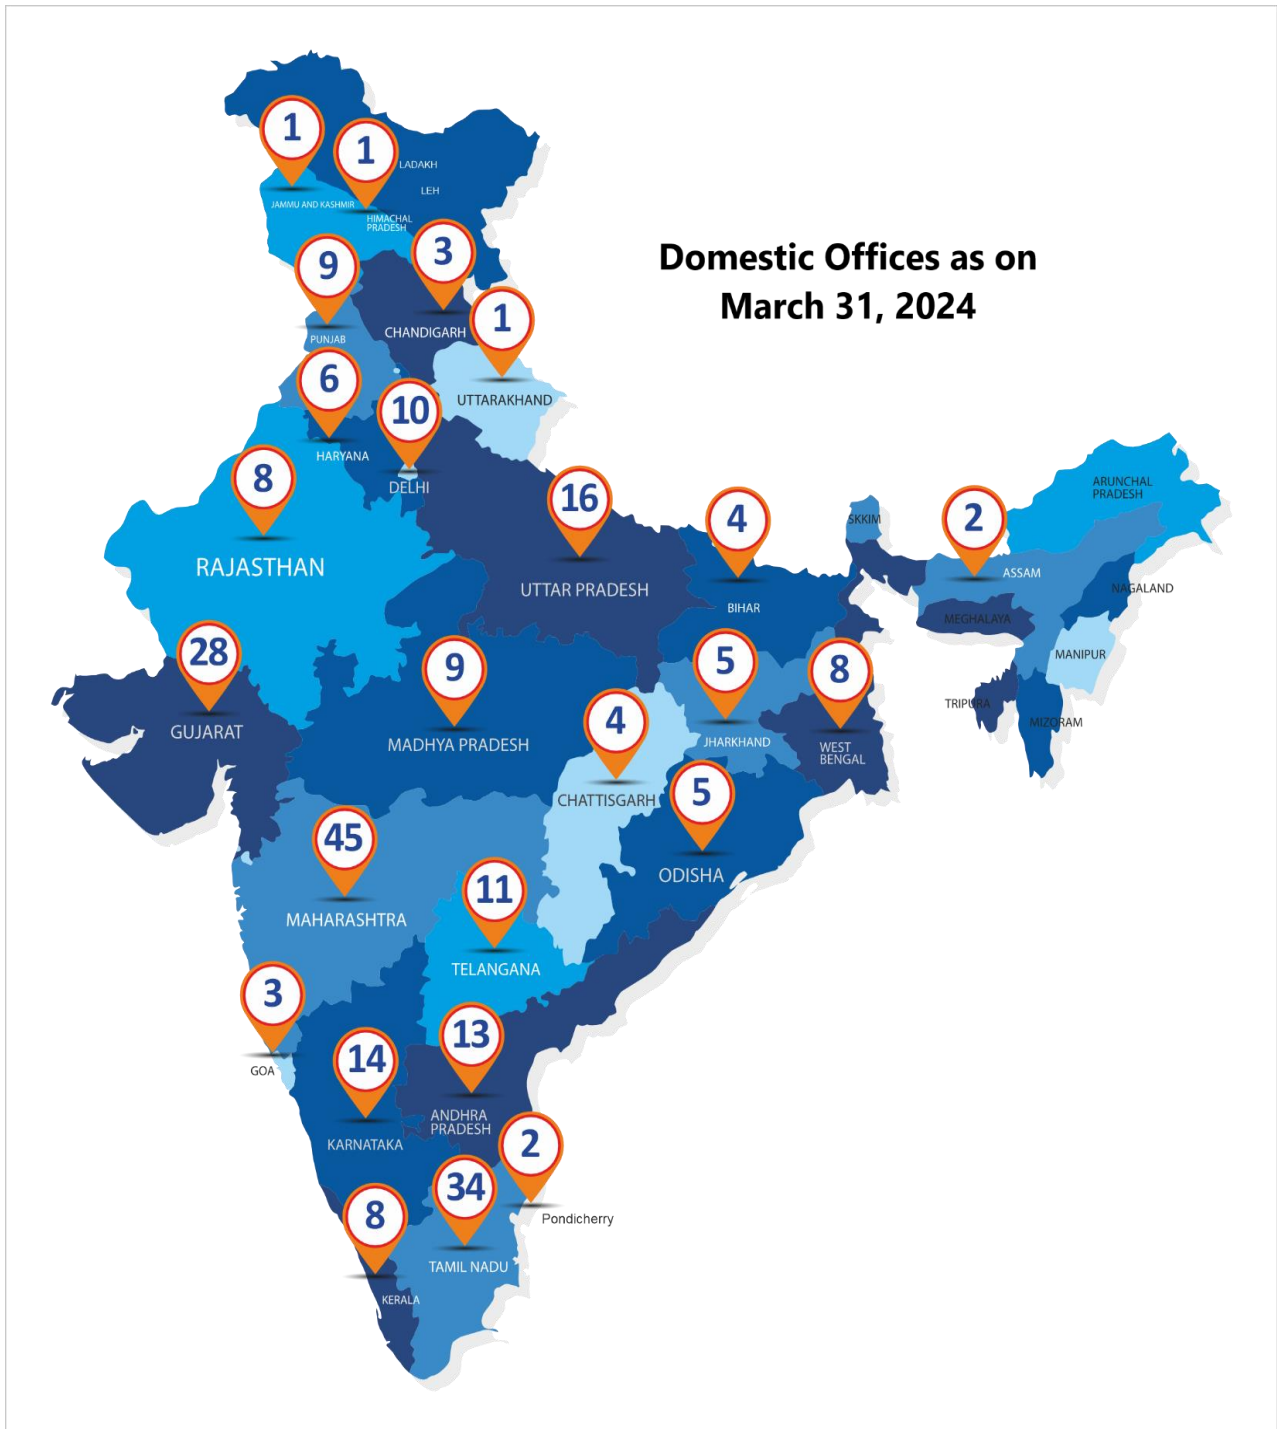 Domestic Offices as on
March 31, 2024
1
1
LADAKH
LEH
JAMMU AND KASHMIR
HIMACHAL
PRADESH
3
9
1
CHANDIGARH
PUNJAB
6
10
UTTARAKHAND
HARYANA
8
DELHI
16
4
SKKIM
2
ARUNCHAL
PRADESH
RAJASTHAN
ASSAM
UTTAR PRADESH
NAGALAND
BIHAR
MEGHALAYA
28
9
5
8
MANIPUR
TRIPURA
MIZORAM
GUJARAT
4
MADHYA PRADESH
JHARKHAND
WEST
BENGAL
5
CHATTISGARH
45
ODISHA
11
MAHARASHTRA
TELANGANA
3
13
14
GOA
ANDHRA
PRADESH
KARNATAKA
2
34
8
Pondicherry
TAMIL NADU
KERALA